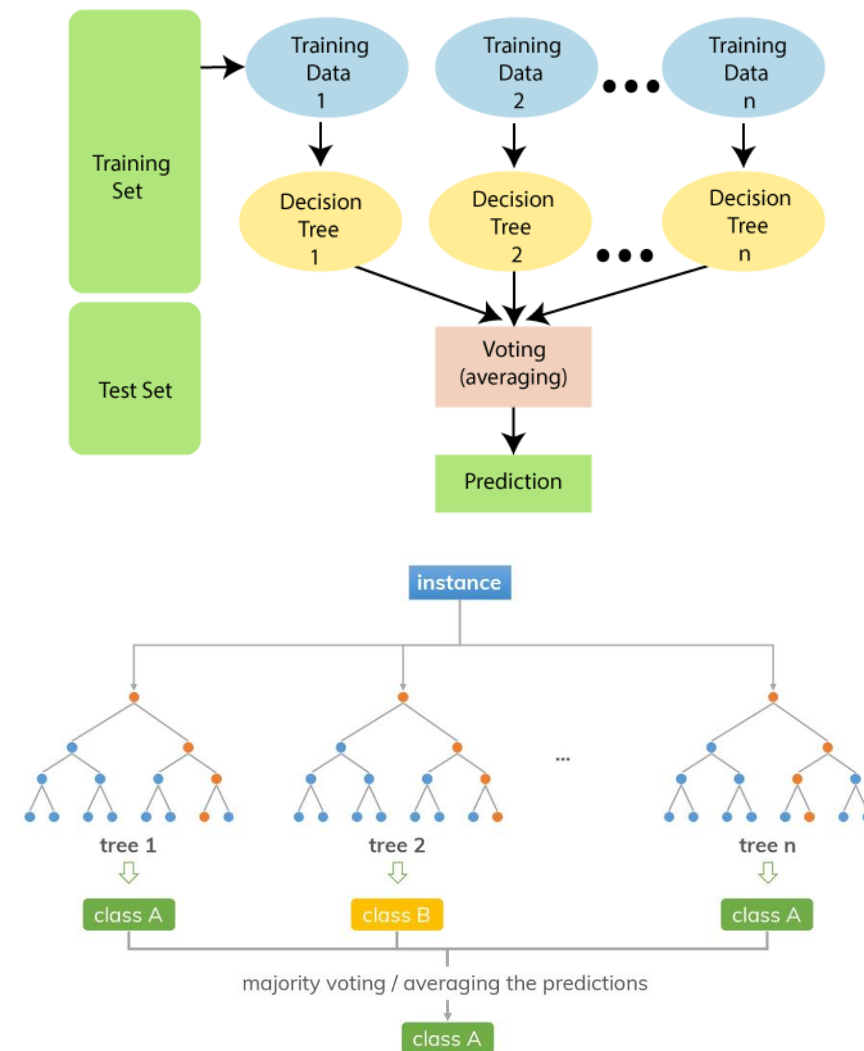 Training
Data
1
Training
Data
2
Training
Data
n
Training
Set
Decision
Tree
1
Decision
Tree
2
Decision
Tree
n
Test Set
Voting
(averaging)
Prediction
instance
...
tree 1
tree 2
tree n
class A
class B
class A
majority voting / averaging the predictions
class A